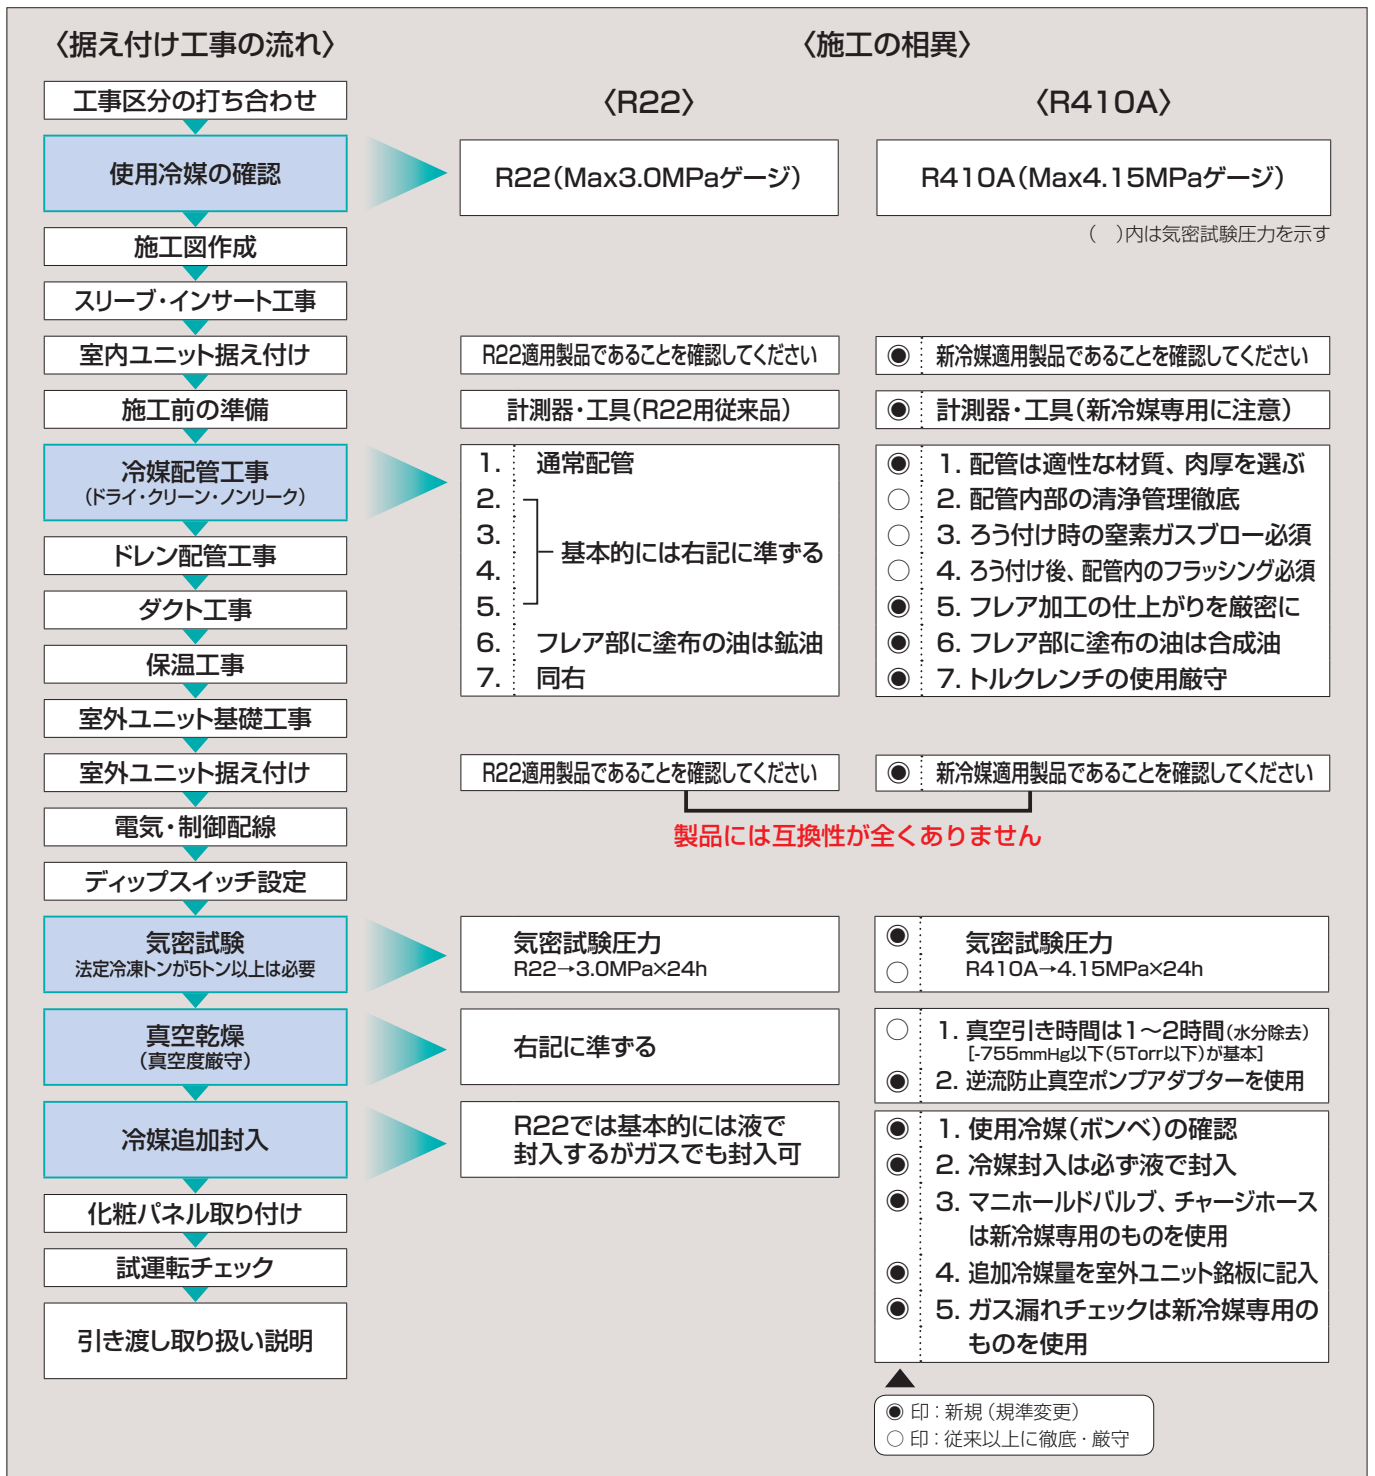 〈据え付け工事の流れ〉
〈施工の相異〉
〈R22〉
〈R410A〉
工事区分の打ち合わせ
使用冷媒の確認
R22（Max3.0MPaゲージ）
R410A（Max4.15MPaゲージ）
（　）内は気密試験圧力を示す
施工図作成
スリーブ・インサート工事
室内ユニット据え付け
R22適用製品であることを確認してください
◉ 新冷媒適用製品であることを確認してください
施工前の準備
計測器・工具（R22用従来品）
◉ 計測器・工具（新冷媒専用に注意）
冷媒配管工事
（ドライ・クリーン・ノンリーク）
1. 通常配管
2.
3.
4.
5.
基本的には右記に準ずる
6. フレア部に塗布の油は鉱油
7. 同右
◉ 1. 配管は適性な材質、肉厚を選ぶ
○ 2. 配管内部の清浄管理徹底
○ 3. ろう付け時の窒素ガスブロー必須
○ 4. ろう付け後、配管内のフラッシング必須
◉ 5. フレア加工の仕上がりを厳密に
◉ 6. フレア部に塗布の油は合成油
◉ 7. トルクレンチの使用厳守
ドレン配管工事
ダクト工事
保温工事
室外ユニット基礎工事
室外ユニット据え付け
R22適用製品であることを確認してください
◉ 新冷媒適用製品であることを確認してください
製品には互換性が全くありません
電気・制御配線
ディップスイッチ設定
気密試験
法定冷凍トンが5トン以上は必要
気密試験圧力
R22→3.0MPa×24h
◉ 気密試験圧力
○ R410A→4.15MPa×24h
真空乾燥
（真空度厳守）
右記に準ずる
○ 1. 真空引き時間は1〜2時間（水分除去）
[-755mmHg以下（5Torr以下）が基本]
◉ 2. 逆流防止真空ポンプアダプターを使用
冷媒追加封入
R22では基本的には液で
封入するがガスでも封入可
◉ 1. 使用冷媒（ボンベ）の確認
◉ 2. 冷媒封入は必ず液で封入
◉ 3. マニホールドバルブ、チャージホース
は新冷媒専用のものを使用
◉ 4. 追加冷媒量を室外ユニット銘板に記入
◉ 5. ガス漏れチェックは新冷媒専用の
ものを使用
化粧パネル取り付け
試運転チェック
引き渡し取り扱い説明
◉ 印：新規（規準変更）
○ 印：従来以上に徹底・厳守